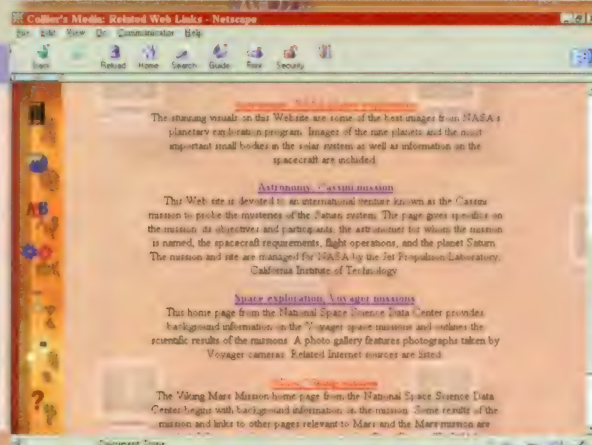 Collier's Media: Related Web Links - Netscape
File Edit View Go Communicator Help
Back Reload Home Search Guide Print Security
The stunning visuals on this Website are some of the best images from NASA's
planetary exploration program. Images of the nine planets and the most
important small bodies in the solar system as well as information on the
spacecraft are included.
Astronomy, Cassini mission
This Web site is devoted to an international venture known as the Cassini
mission to probe the mysteries of the Saturn system. The page gives specifics on
the mission, its objectives and participants, the astronomer for whom the mission
is named, the spacecraft requirements, flight operations, and the planet Saturn.
The mission and site are managed for NASA by the Jet Propulsion Laboratory,
California Institute of Technology.
Space exploration, Voyager missions
This home page from the National Space Science Data Center provides
background information on the Voyager space missions and outlines the
scientific results of the missions. A photo gallery features photographs taken by
Voyager cameras. Related Internet sources are listed.
The Viking Mars Mission home page from the National Space Science Data
Center begins with background information on the mission. Some results of the
mission and links to other pages relevant to Mars and the Mars mission are
AB
?
Document: Done